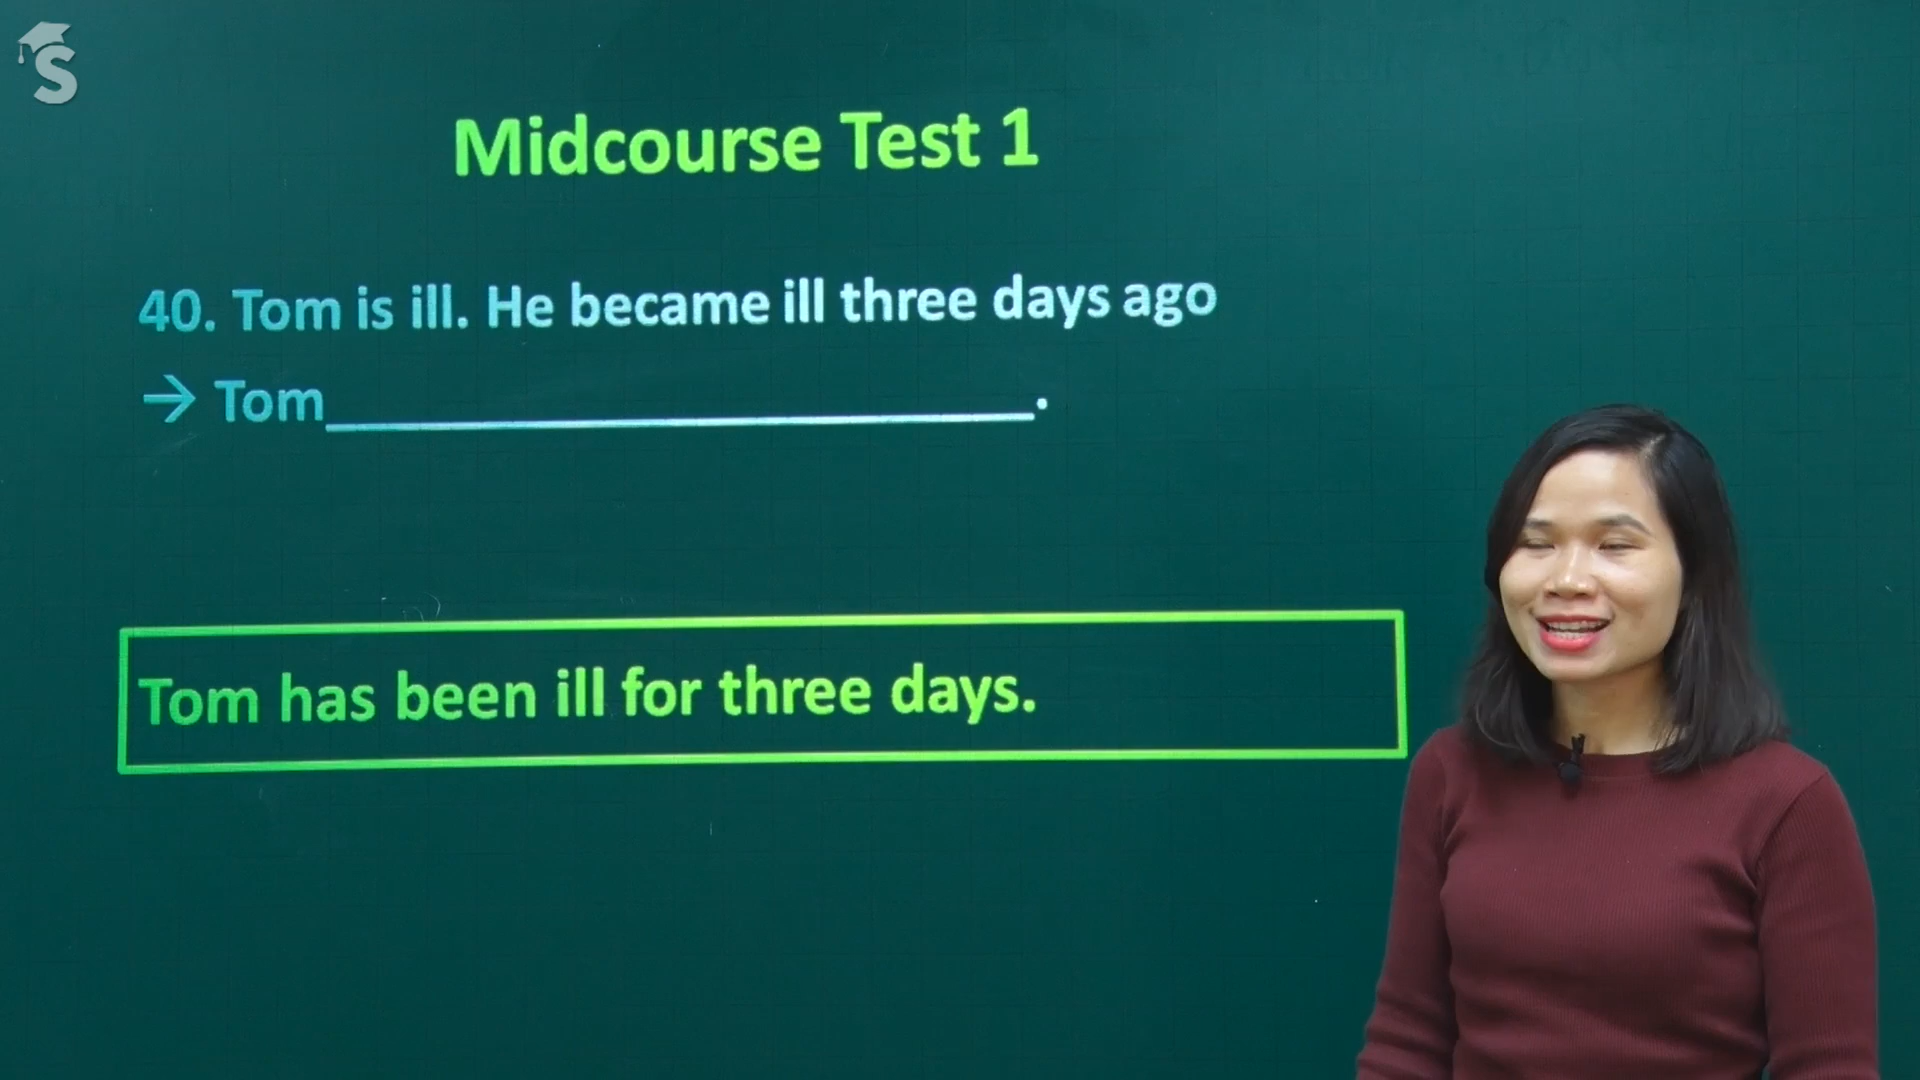 S
Midcourse Test 1
40. Tom is ill. He became ill three days ago
→ Tom____________________.
Tom has been ill for three days.